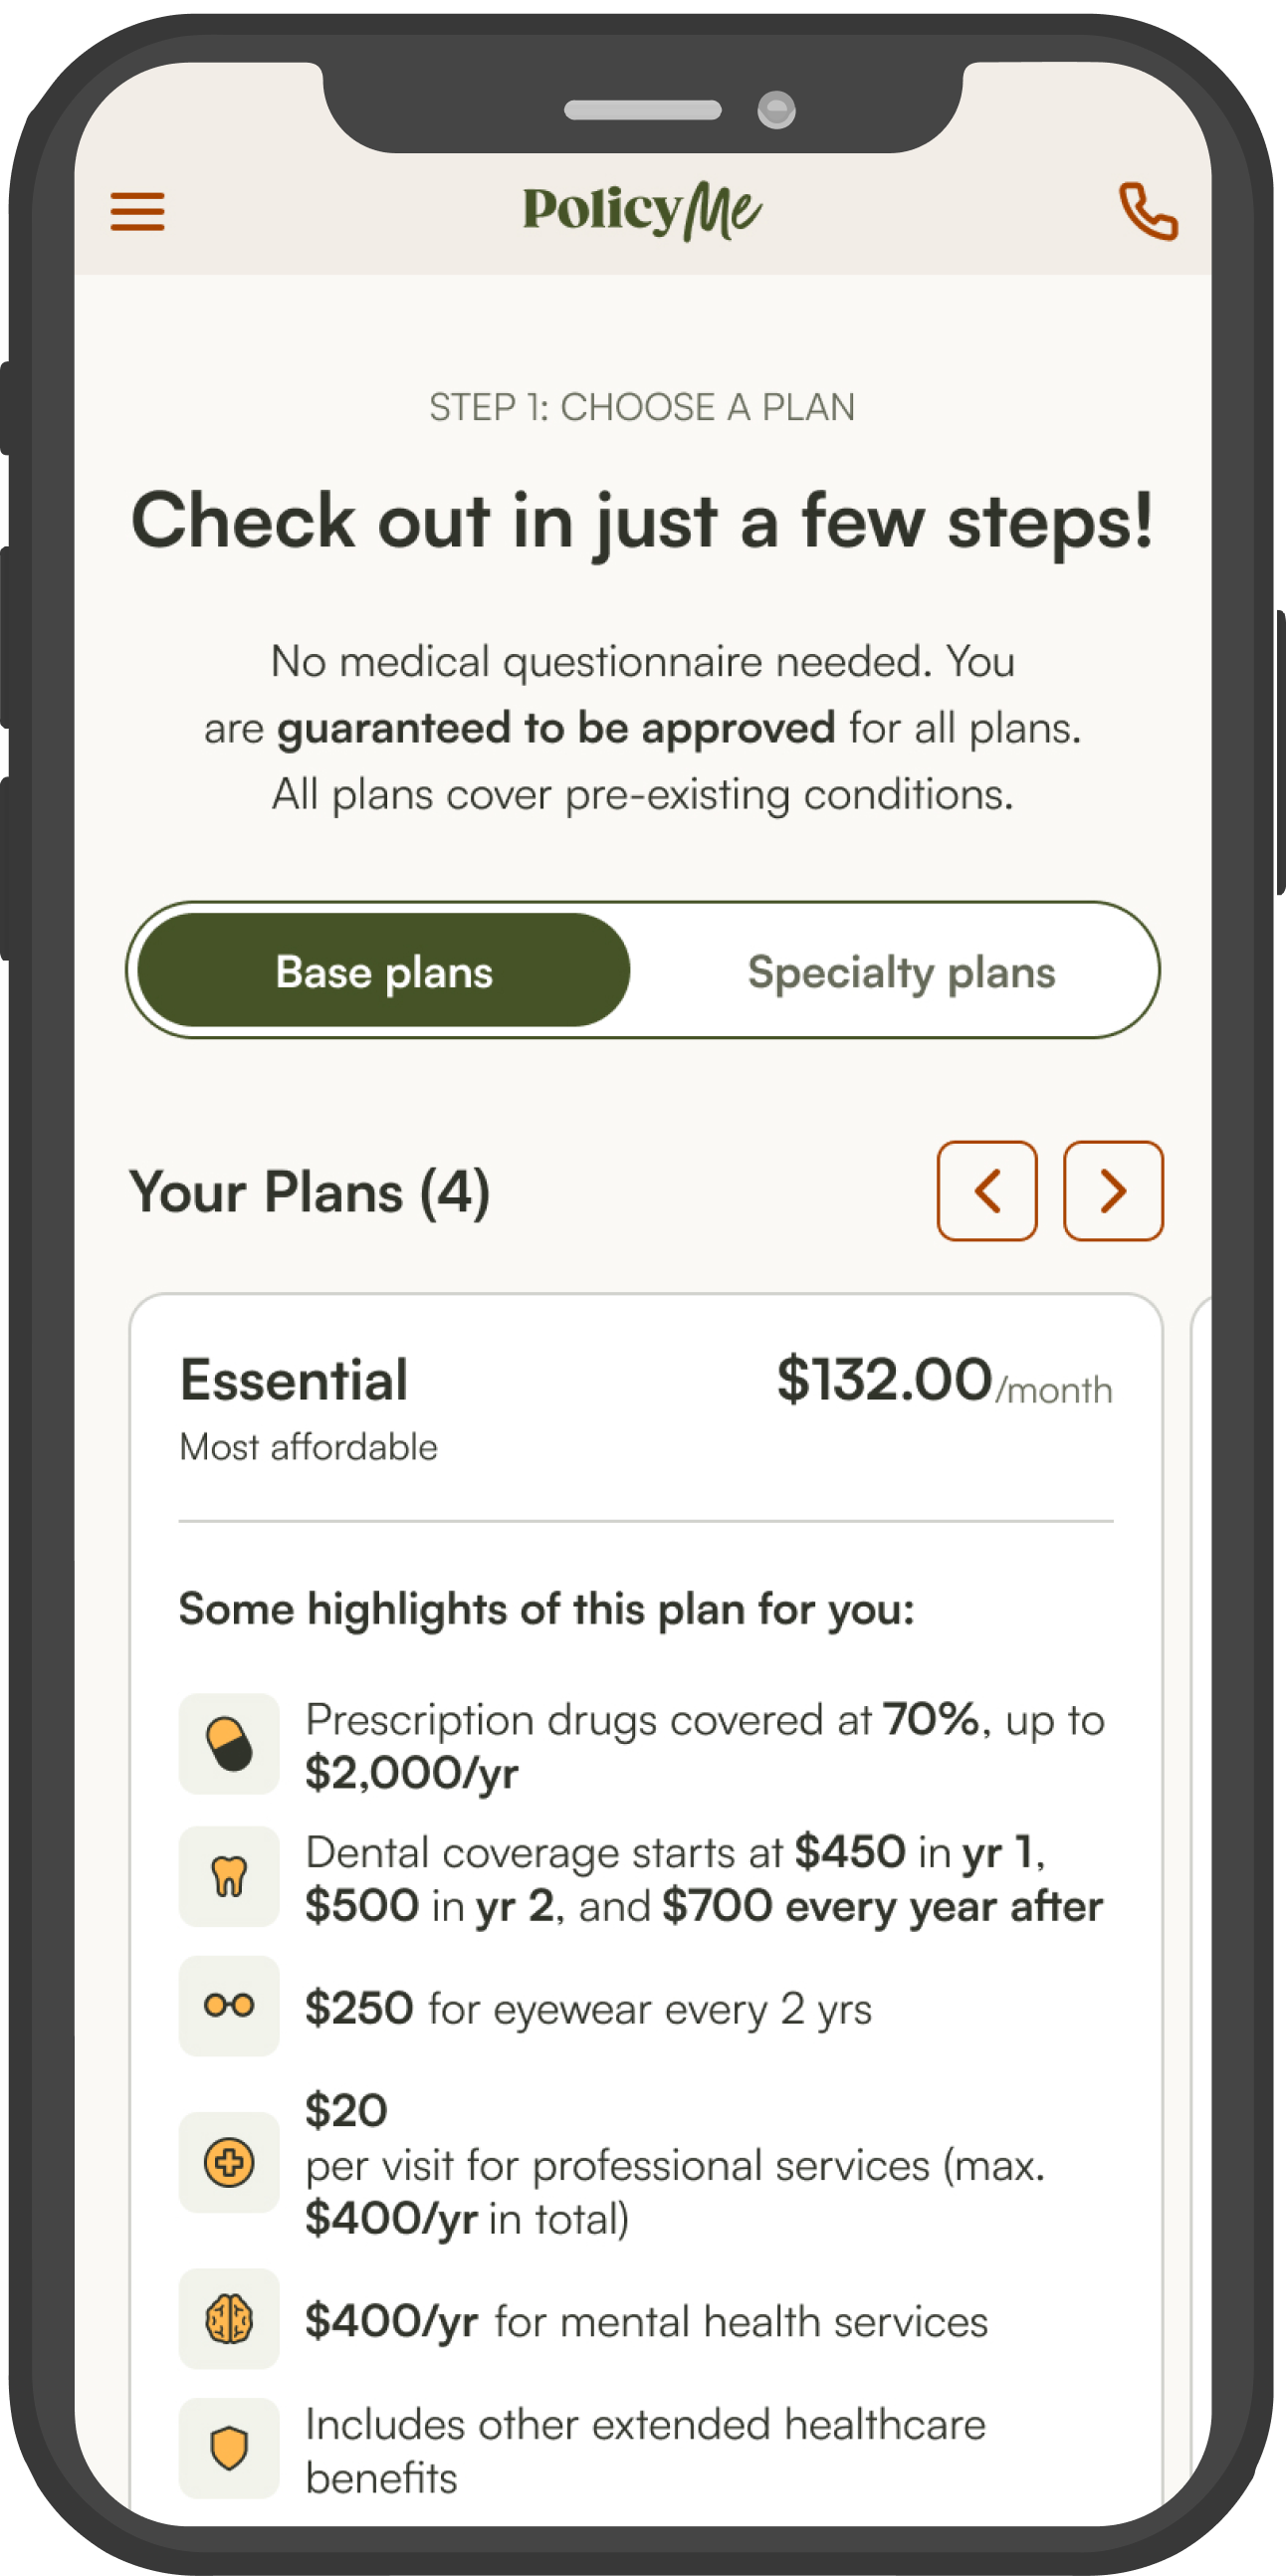 PolicyMe
STEP 1: CHOOSE A PLAN
Check out in just a few steps!
No medical questionnaire needed. You
are guaranteed to be approved for all plans.
All plans cover pre-existing conditions.
Base plans
Specialty plans
Your Plans (4)
Essential
$132.00/month
Most affordable
Some highlights of this plan for you:
Prescription drugs covered at 70%, up to
$2,000/yr
Dental coverage starts at $450 in yr 1,
$500 in yr 2, and $700 every year after
$250 for eyewear every 2 yrs
$20
per visit for professional services (max.
$400/yr in total)
$400/yr for mental health services
Includes other extended healthcare
benefits